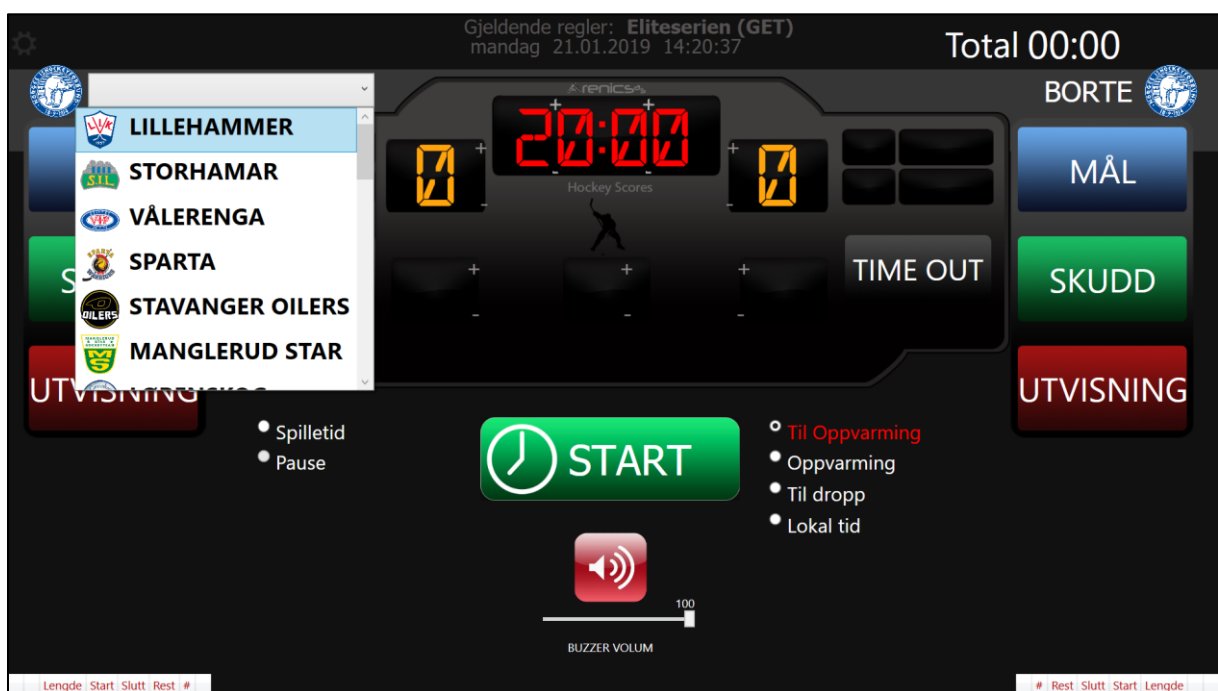 Gjeldende regler: Eliteserien (GET)
mandag 21.01.2019 14:20:37
Total 00:00
BORTE
LILLEHAMMER
STORHAMAR
VÅLERENGA
SPARTA
STAVANGER OILERS
MANGLERUD STAR
LØRENSKOG
Arenics
+ +
20:00
- -
Hockey Scores
0 + -
+ - 0
+ + +
- - -
TIME OUT
MÅL
SKUDD
UTVISNING
S
UTVISNING
Spilletid
Pause
START
Til Oppvarming
Oppvarming
Til dropp
Lokal tid
100
BUZZER VOLUM
Lengde Start Slutt Rest #
# Rest Slutt Start Lengde